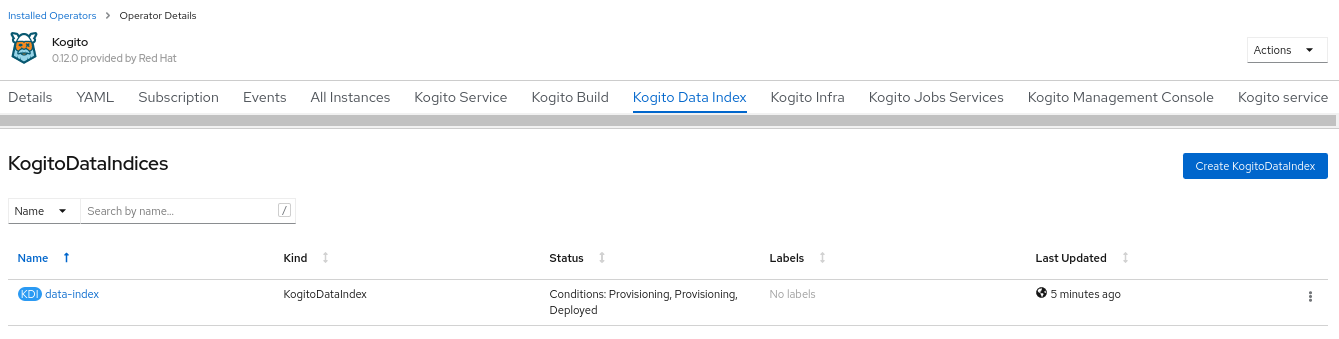 Installed Operators > Operator Details
Kogito
0.12.0 provided by Red Hat
Actions
Details YAML Subscription Events All Instances Kogito Service Kogito Build Kogito Data Index Kogito Infra Kogito Jobs Services Kogito Management Console Kogito service
KogitoDataIndices
Create KogitoDataIndex
Name Search by name... /
Name Kind Status Labels Last Updated
KDI data-index KogitoDataIndex Conditions: Provisioning, Provisioning, No labels 5 minutes ago
Deployed